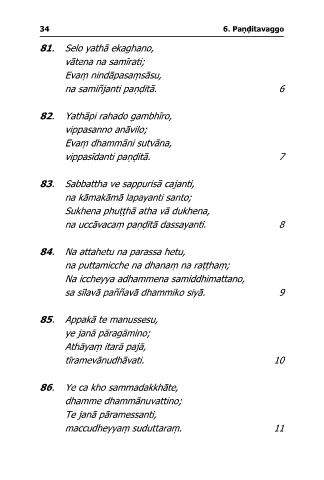 34 6. Paṇḍitavaggo
81. Selo yathā ekaghano,
vātena na samīrati;
Evaṃ nindāpasaṃsāsu,
na samiñjanti paṇḍitā. 6
82. Yathāpi rahado gambhīro,
vippasanno anāvilo;
Evaṃ dhammāni sutvāna,
vippasīdanti paṇḍitā. 7
83. Sabbattha ve sappurisā cajanti,
na kāmakāmā lapayanti santo;
Sukhena phuṭṭhā atha vā dukhena,
na uccāvacaṃ paṇḍitā dassayanti. 8
84. Na attahetu na parassa hetu,
na puttamicche na dhanaṃ na raṭṭhaṃ;
Na iccheyya adhammena samiddhimattano,
sa sīlavā paññavā dhammiko siyā. 9
85. Appakā te manussesu,
ye janā pāragāmino;
Athāyaṃ itarā pajā,
tīramevānudhāvati. 10
86. Ye ca kho sammadakkhāte,
dhamme dhammānuvattino;
Te janā pāramessanti,
maccudheyyaṃ suduttaraṃ. 11